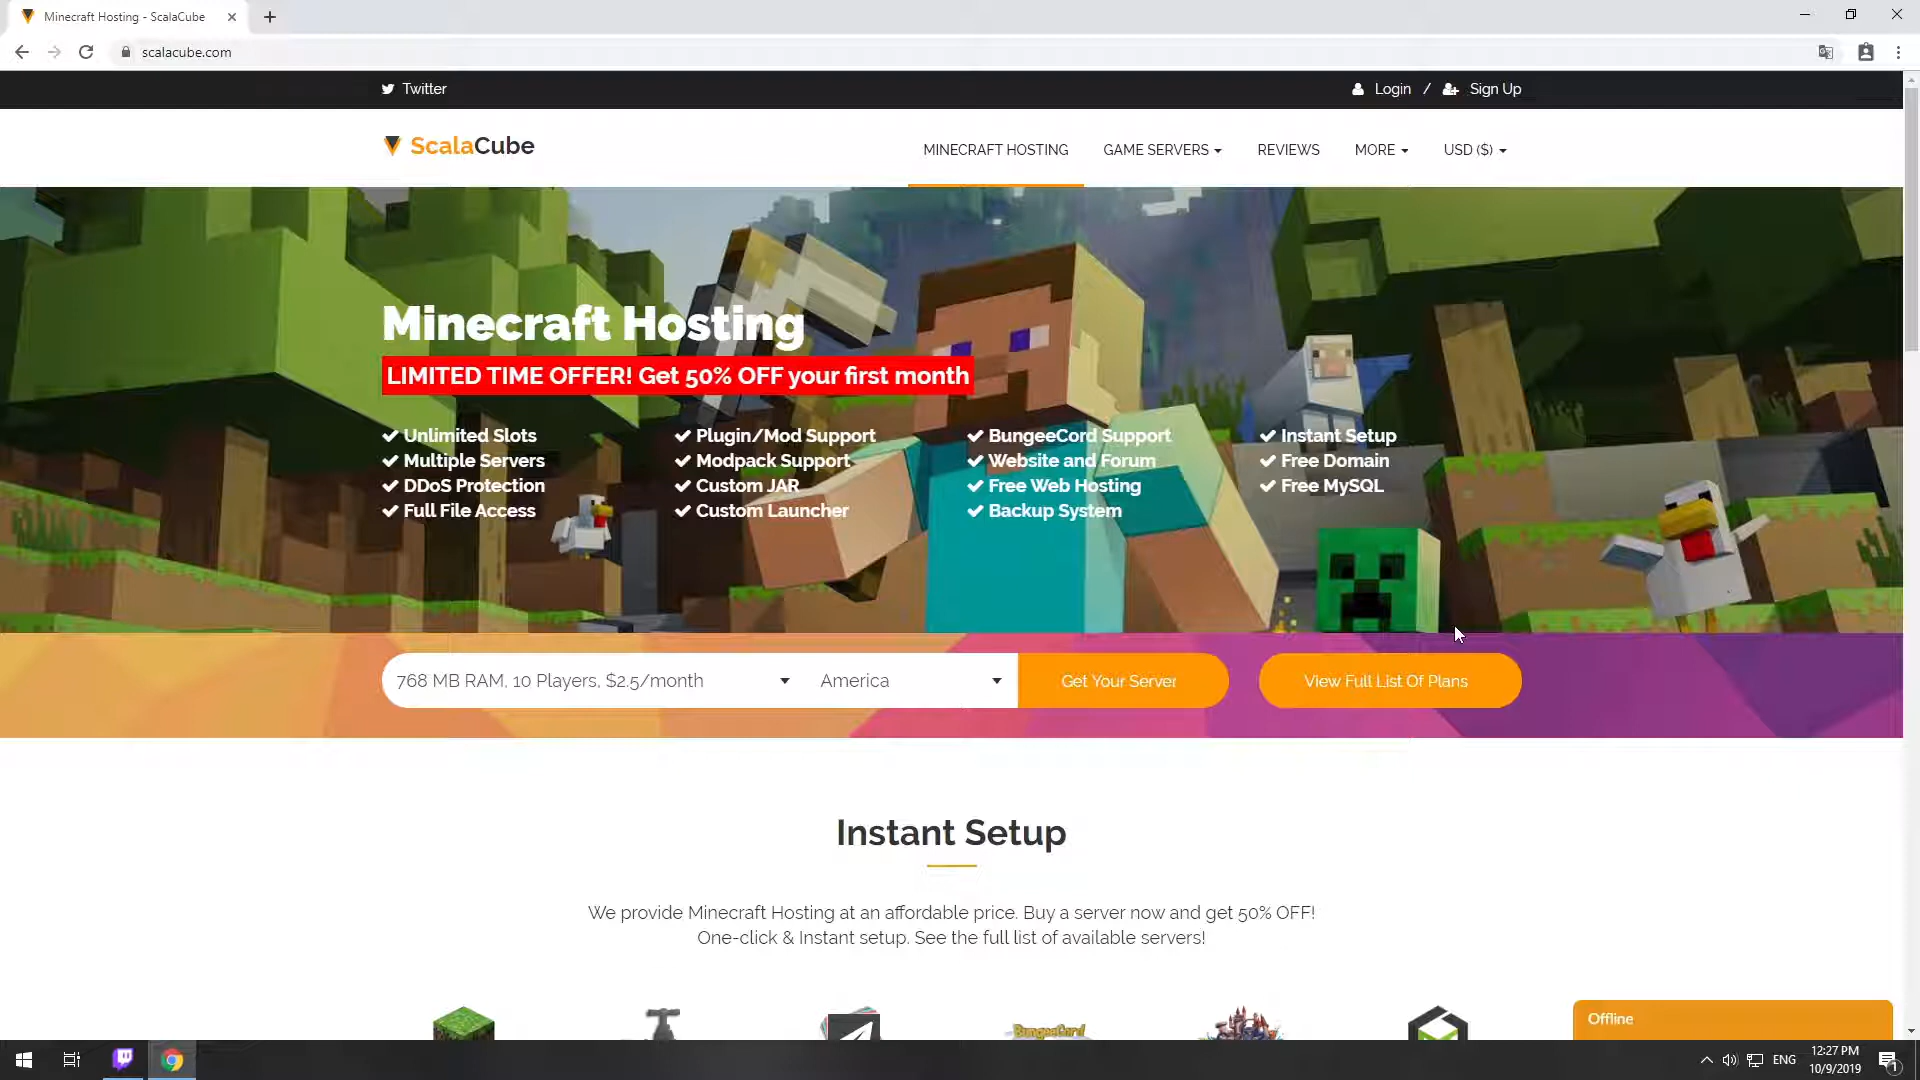 Minecraft Hosting - ScalaCube
scalacube.com
Twitter
Login / Sign Up
ScalaCube
MINECRAFT HOSTING GAME SERVERS REVIEWS MORE USD ($)
Minecraft Hosting
LIMITED TIME OFFER! Get 50% OFF your first month
Unlimited Slots Plugin/Mod Support BungeeCord Support Instant Setup
Multiple Servers Modpack Support Website and Forum Free Domain
DDoS Protection Custom JAR Free Web Hosting Free MySQL
Full File Access Custom Launcher Backup System
768 MB RAM, 10 Players, $2.5/month America Get Your Server View Full List Of Plans
Instant Setup
We provide Minecraft Hosting at an affordable price. Buy a server now and get 50% OFF!
One-click & Instant setup. See the full list of available servers!
BungeeCord
Offline
ENG
12:27 PM
10/9/2019
1